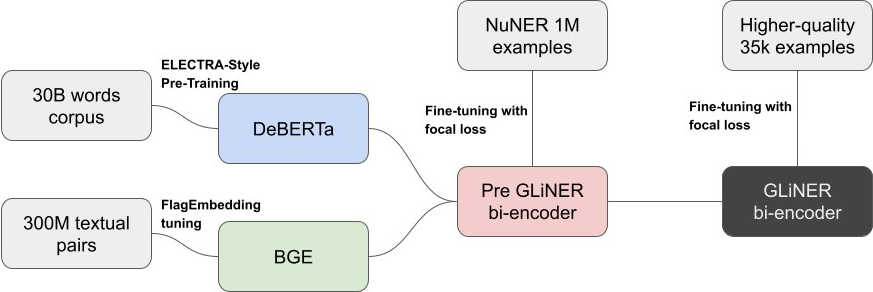 NuNER 1M
examples
Higher-quality
35k examples
ELECTRA-Style
Pre-Training
30B words
corpus
DeBERTa
Fine-tuning with
focal loss
Fine-tuning with
focal loss
Pre GLiNER
bi-encoder
GLiNER
bi-encoder
FlagEmbedding
tuning
300M textual
pairs
BGE